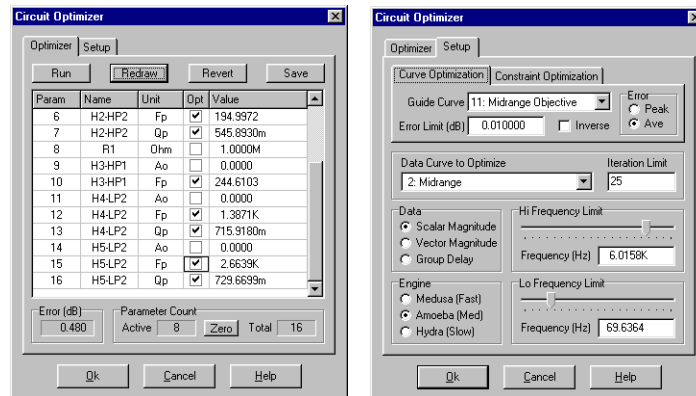 Circuit Optimizer
Optimizer Setup
Run Redraw Revert Save
Param Name Unit Opt Value
6 H2-HP2 Fp 194.9972
7 H2-HP2 Qp 545.8930m
8 R1 Ohm 1.0000M
9 H3-HP1 Ao 0.0000
10 H3-HP1 Fp 244.6103
11 H4-LP2 Ao 0.0000
12 H4-LP2 Fp 1.3871K
13 H4-LP2 Qp 715.9180m
14 H5-LP2 Ao 0.0000
15 H5-LP2 Fp 2.6639K
16 H5-LP2 Qp 729.6699m
Error (dB) Parameter Count
0.480 Active 8 Zero Total 16
Ok Cancel Help
Circuit Optimizer
Optimizer Setup
Curve Optimization Constraint Optimization
Guide Curve 11: Midrange Objective
Error Limit (dB) 0.010000 Inverse
Error
Peak
Ave
Data Curve to Optimize Iteration Limit
2: Midrange 25
Data
Scalar Magnitude
Vector Magnitude
Group Delay
Hi Frequency Limit
Frequency (Hz) 6.0158K
Engine
Medusa (Fast)
Amoeba (Med)
Hydra (Slow)
Lo Frequency Limit
Frequency (Hz) 69.6364
Ok Cancel Help